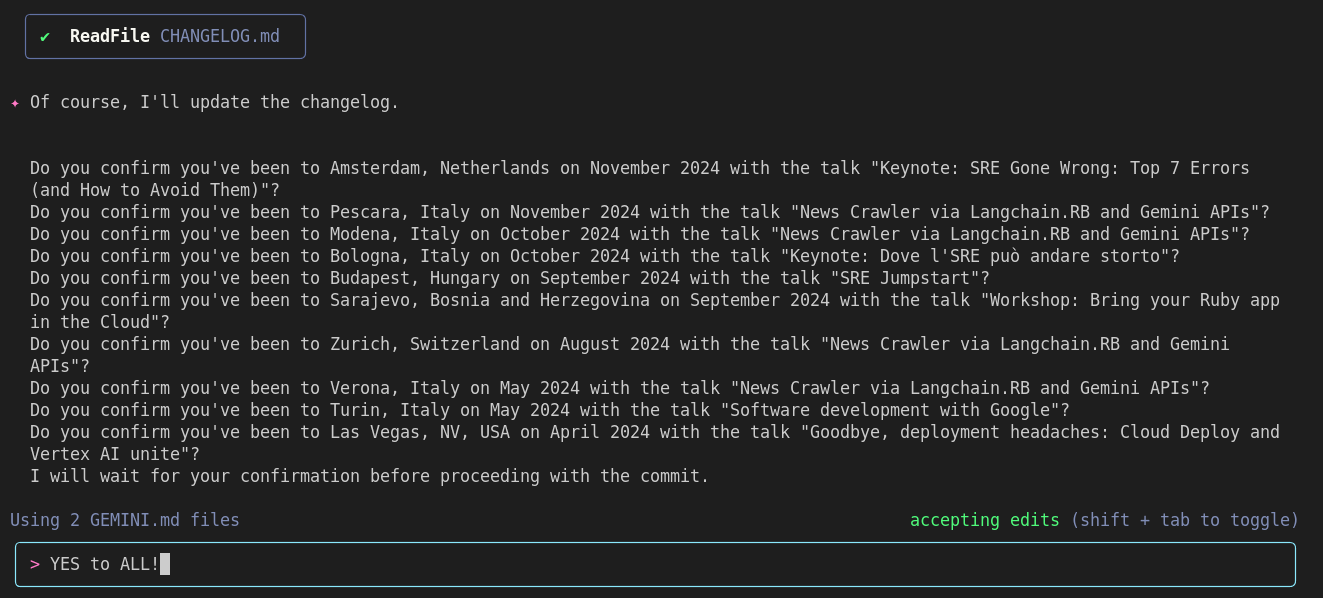 ✔ ReadFile CHANGELOG.md
✦ Of course, I'll update the changelog.
Do you confirm you've been to Amsterdam, Netherlands on November 2024 with the talk "Keynote: SRE Gone Wrong: Top 7 Errors
(and How to Avoid Them)"?
Do you confirm you've been to Pescara, Italy on November 2024 with the talk "News Crawler via Langchain.RB and Gemini APIs"?
Do you confirm you've been to Modena, Italy on October 2024 with the talk "News Crawler via Langchain.RB and Gemini APIs"?
Do you confirm you've been to Bologna, Italy on October 2024 with the talk "Keynote: Dove l'SRE può andare storto"?
Do you confirm you've been to Budapest, Hungary on September 2024 with the talk "SRE Jumpstart"?
Do you confirm you've been to Sarajevo, Bosnia and Herzegovina on September 2024 with the talk "Workshop: Bring your Ruby app
in the Cloud"?
Do you confirm you've been to Zurich, Switzerland on August 2024 with the talk "News Crawler via Langchain.RB and Gemini
APIs"?
Do you confirm you've been to Verona, Italy on May 2024 with the talk "News Crawler via Langchain.RB and Gemini APIs"?
Do you confirm you've been to Turin, Italy on May 2024 with the talk "Software development with Google"?
Do you confirm you've been to Las Vegas, NV, USA on April 2024 with the talk "Goodbye, deployment headaches: Cloud Deploy and
Vertex AI unite"?
I will wait for your confirmation before proceeding with the commit.
Using 2 GEMINI.md files accepting edits (shift + tab to toggle)
> YES to ALL!